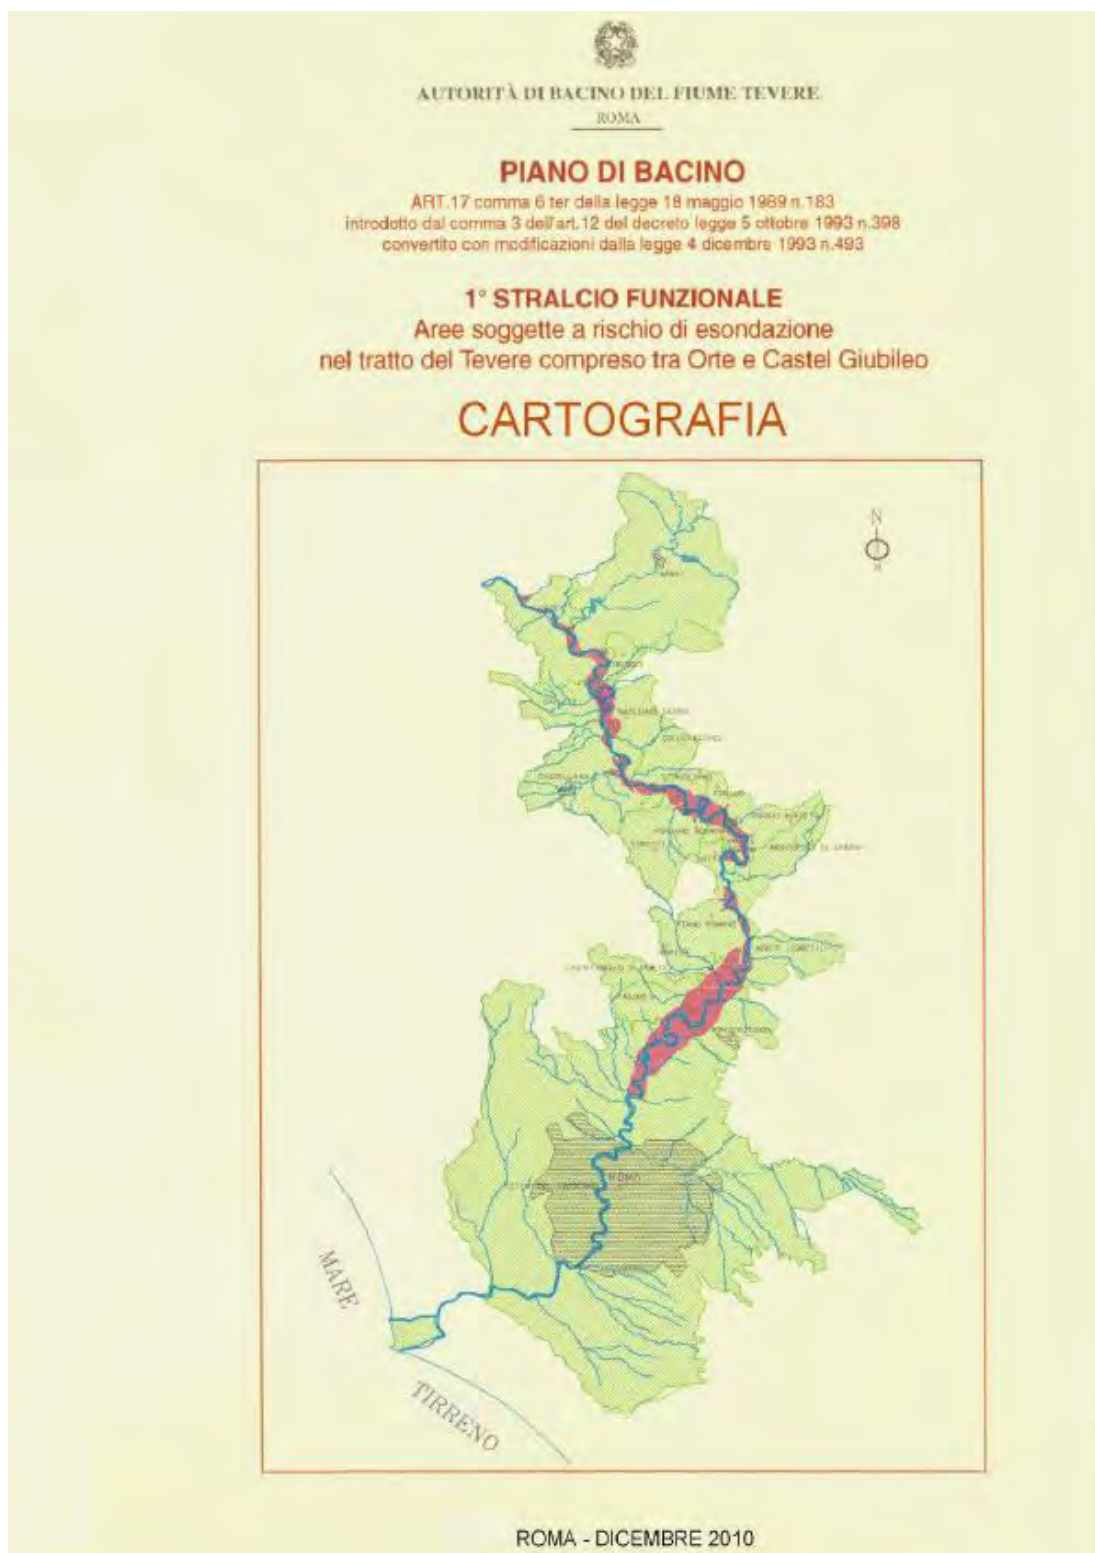 AUTORITÀ DI BACINO DEL FIUME TEVERE
ROMA
PIANO DI BACINO
ART.17 comma 6 ter della legge 18 maggio 1989 n.183
introdotto dal comma 3 dell'art.12 del decreto legge 5 ottobre 1993 n.398
convertito con modificazioni dalla legge 4 dicembre 1993 n.493
1° STRALCIO FUNZIONALE
Aree soggette a rischio di esondazione
nel tratto del Tevere compreso tra Orte e Castel Giubileo
CARTOGRAFIA
N
ROMA
MARE
TIRRENO
ROMA - DICEMBRE 2010